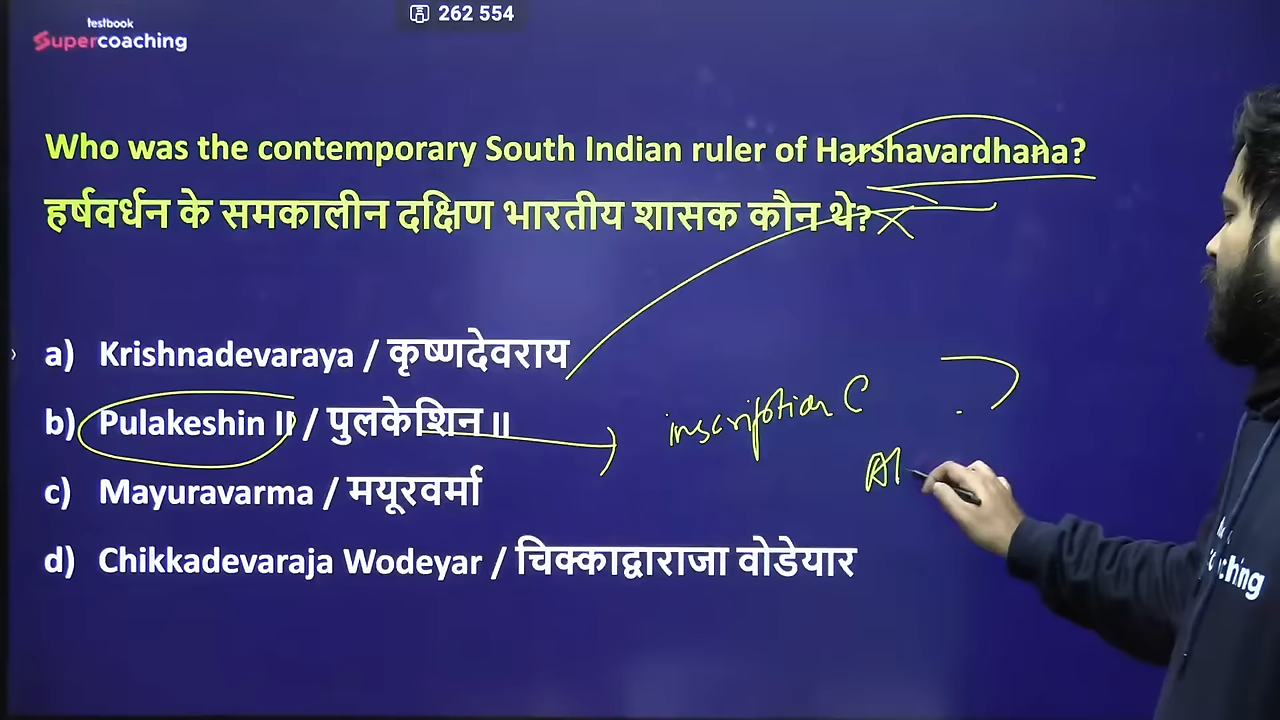 262 554
testbook
Supercoaching
Who was the contemporary South Indian ruler of Harshavardhana?
हर्षवर्धन के समकालीन दक्षिण भारतीय शासक कौन थे?
a) Krishnadevaraya / कृष्णदेवराय
b) Pulakeshin II / पुलकेशिन II
inscription
c) Mayuravarma / मयूरवर्मा
d) Chikkadevaraja Wodeyar / चिक्काद्वाराजा वोडेयार